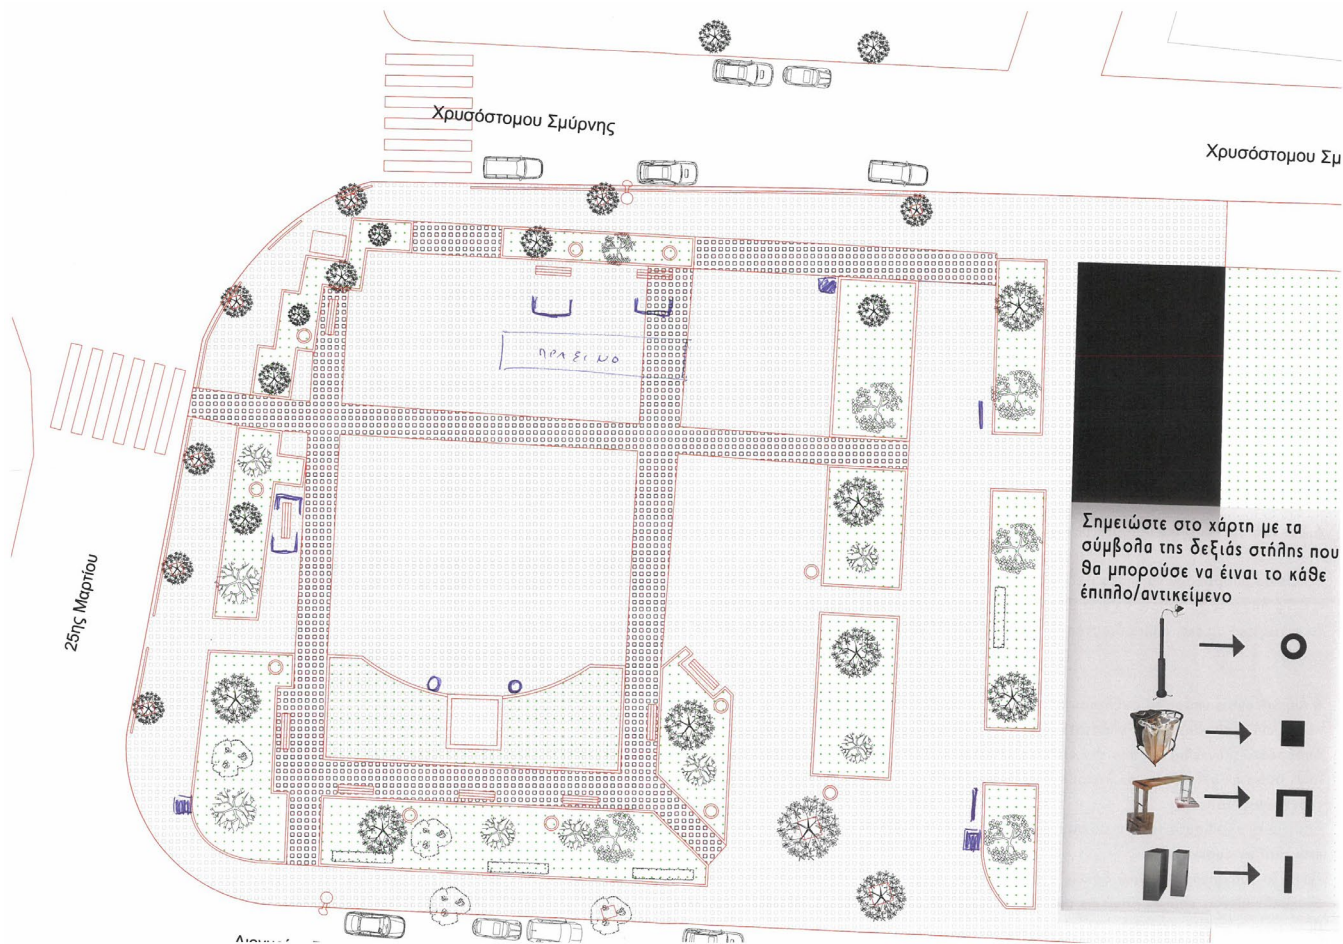 Χρυσόστομου Σμύρνης
Χρυσόστομου Σμ
ΠΡΑΣΙΝΟ
25ης Μαρτίου
Σημειώστε στο χάρτη με τα
σύμβολα της δεξιάς στήλης που
θα μπορούσε να έιναι το κάθε
έπιπλο/αντικείμενο